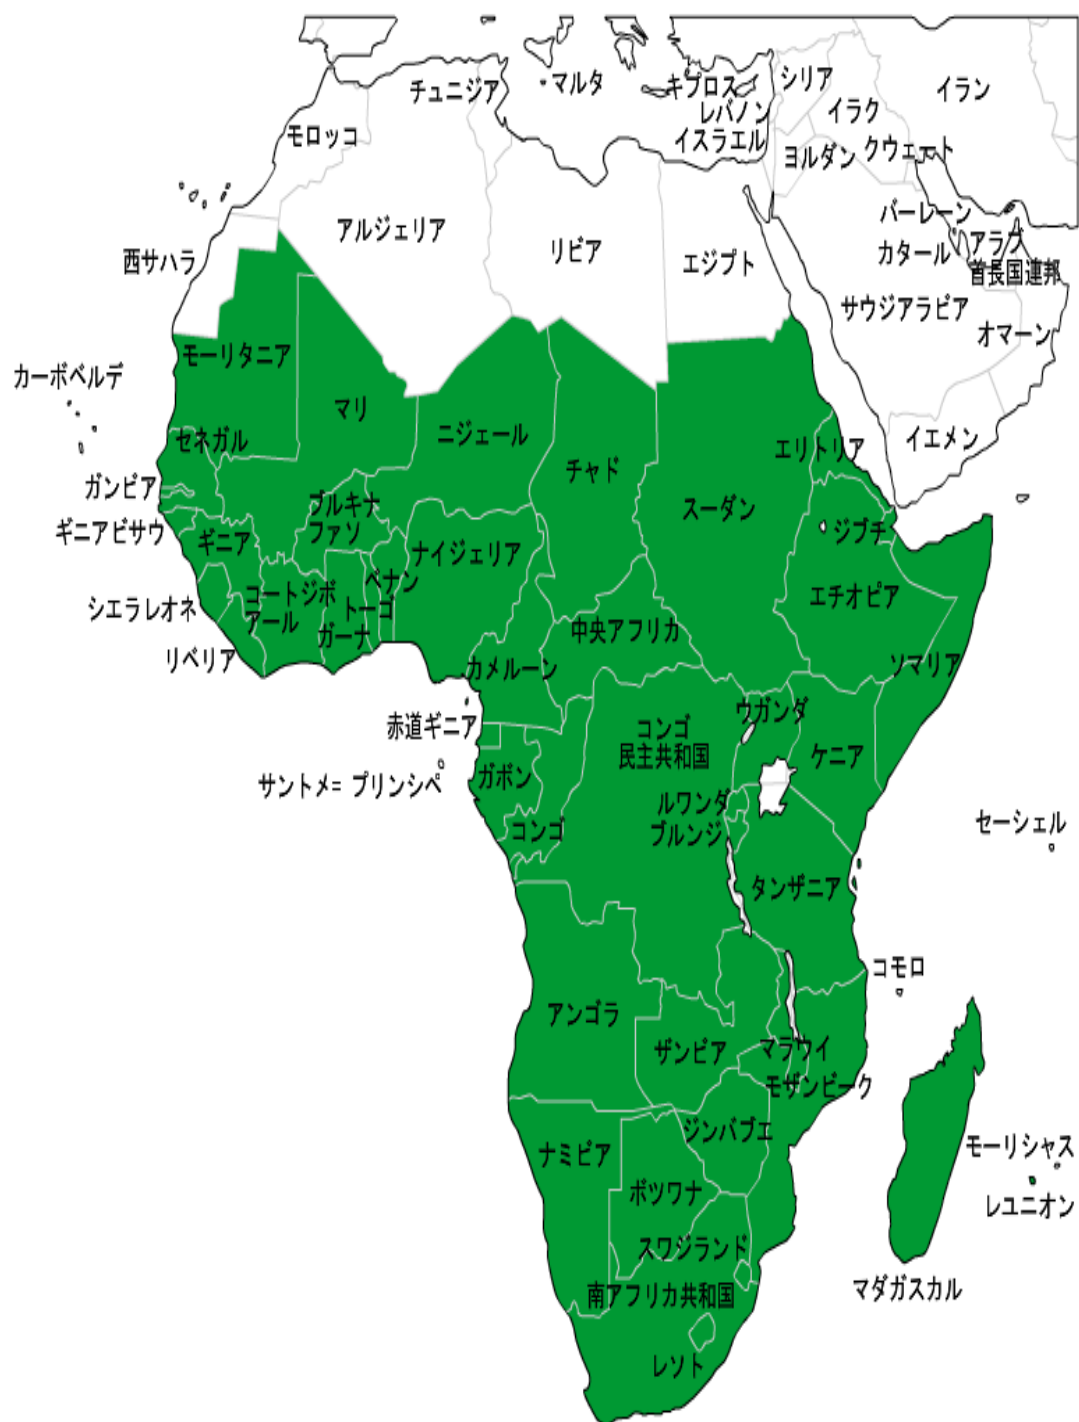 チュニジア
マルタ
キプロス
シリア
イラン
レバノン
イラク
モロッコ
イスラエル
ヨルダン
クウェート
アルジェリア
リビア
エジプト
バーレーン
カタール
アラブ
首長国連邦
西サハラ
サウジアラビア
オマーン
モーリタニア
カーボベルデ
マリ
ニジェール
イエメン
セネガル
エリトリア
チャド
ガンビア
スーダン
ブルキナ
ファソ
ギニアビサウ
ギニア
ジブチ
ナイジェリア
ベナン
コートジボ
アール
エチオピア
シエラレオネ
トーゴ
ガーナ
中央アフリカ
リベリア
カメルーン
ソマリア
赤道ギニア
コンゴ
民主共和国
ウガンダ
ケニア
サントメ= プリンシペ
ガボン
ルワンダ
ブルンジ
コンゴ
セーシェル
タンザニア
コモロ
アンゴラ
ザンビア
マラウイ
モザンビーク
ジンバブエ
ナミビア
モーリシャス
ボツワナ
レユニオン
スワジランド
南アフリカ共和国
マダガスカル
レソト